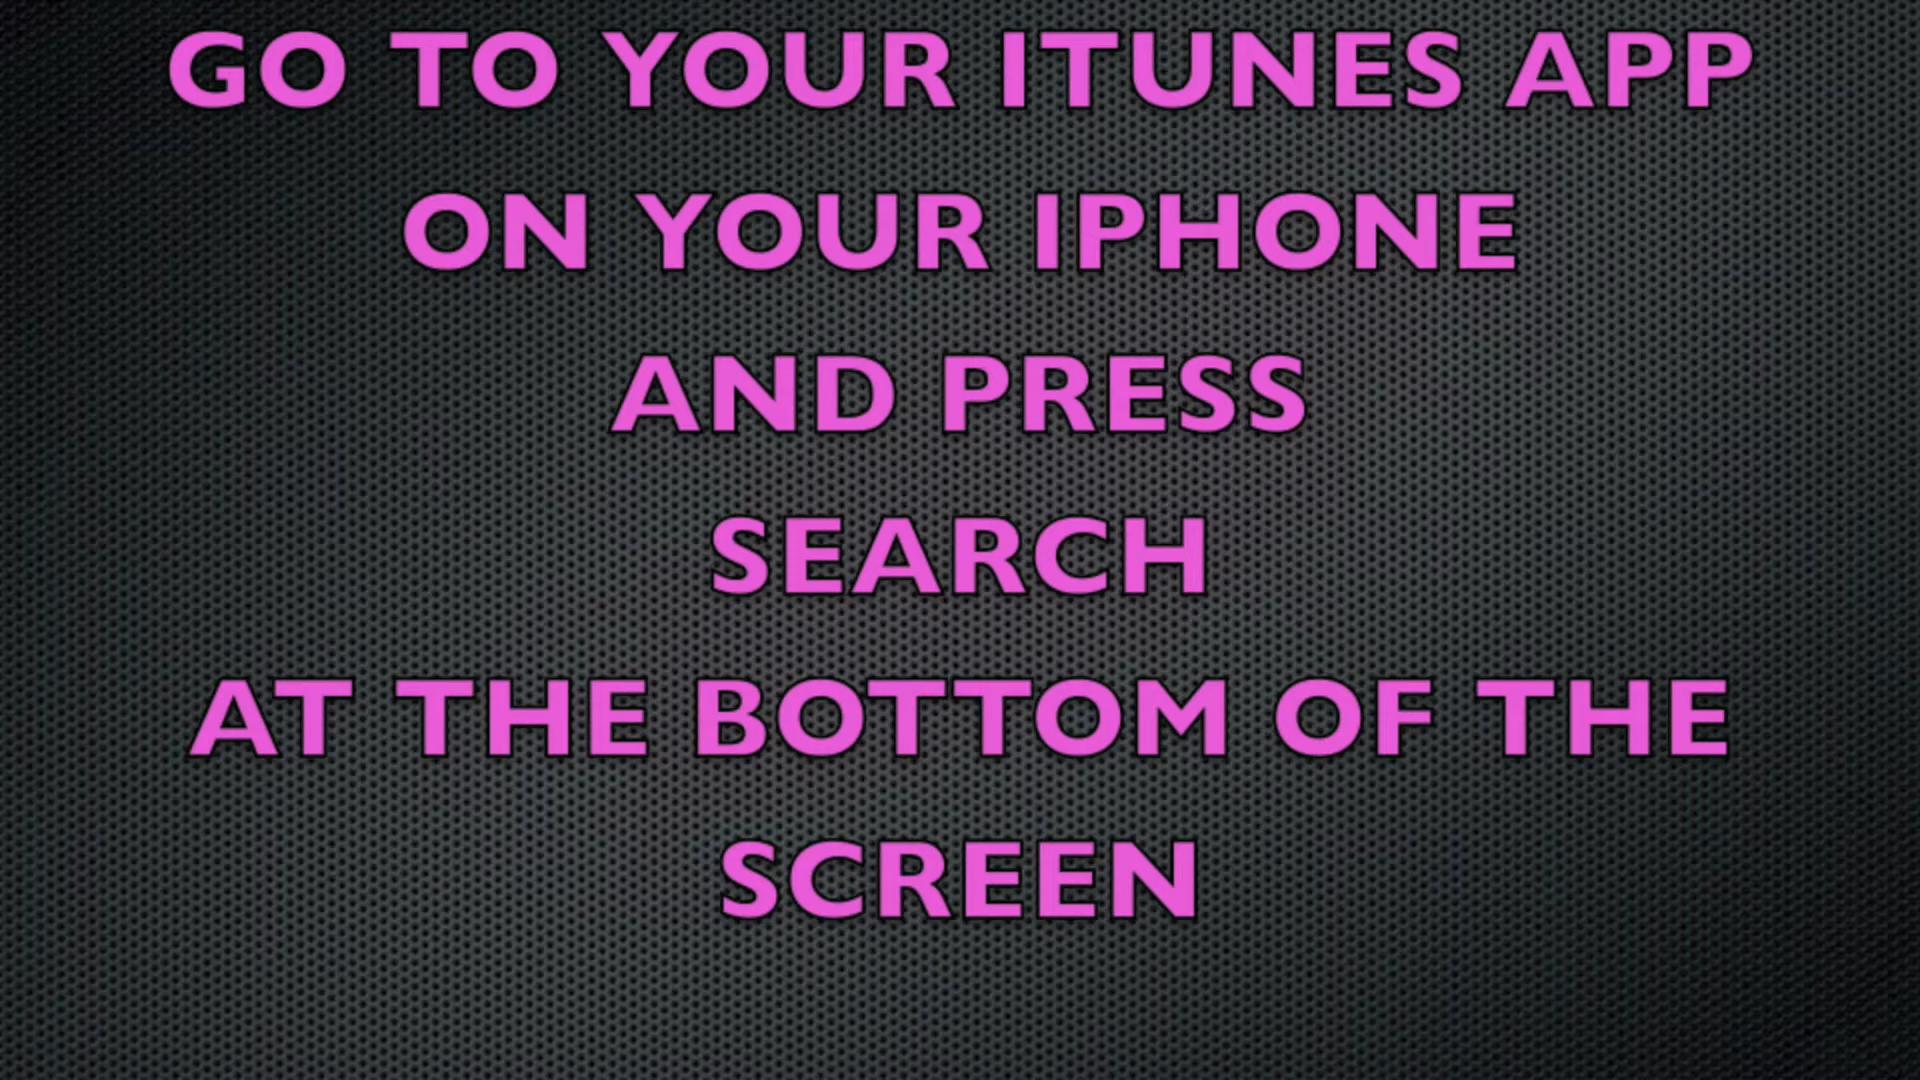 GO TO YOUR ITUNES APP
ON YOUR IPHONE
AND PRESS
SEARCH
AT THE BOTTOM OF THE
SCREEN